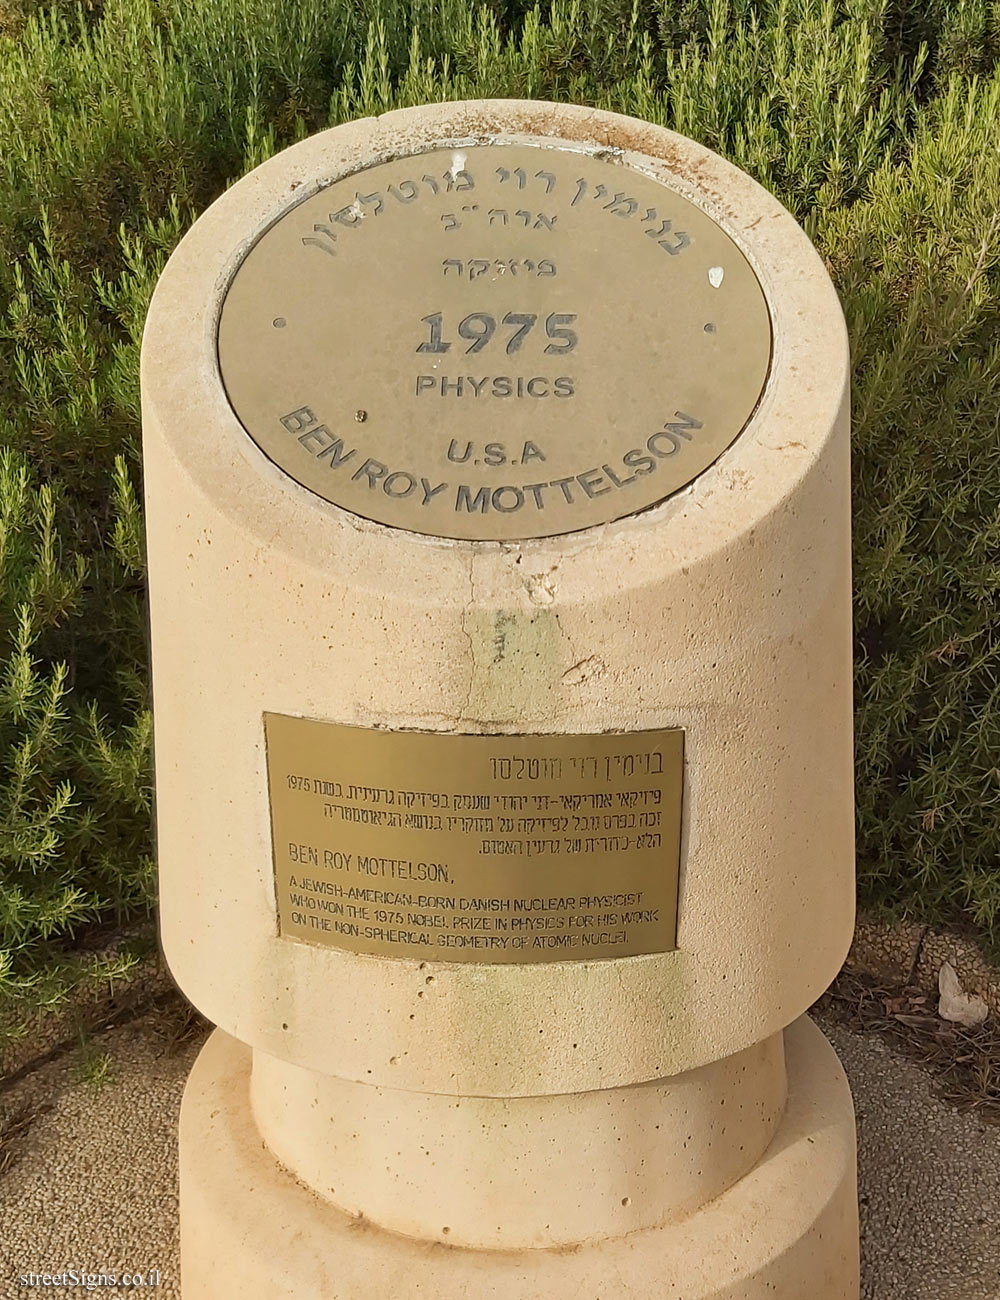 בנימין רוי מוטלסון
ארה"ב
פיזיקה
1975
PHYSICS
U.S.A
BEN ROY MOTTELSON
בנימין רוי מוטלסון
פיזיקאי אמריקאי-דני יהודי שעסק בפיזיקה גרעינית. בשנת 1975
זכה בפרס נובל לפיזיקה על מחקריו בנושא הגיאומטריה
הלא-כדורית של גרעין האטום.
BEN ROY MOTTELSON,
A JEWISH-AMERICAN-BORN DANISH NUCLEAR PHYSICIST
WHO WON THE 1975 NOBEL PRIZE IN PHYSICS FOR HIS WORK
ON THE NON-SPHERICAL GEOMETRY OF ATOMIC NUCLEI.
streetSigns.co.il